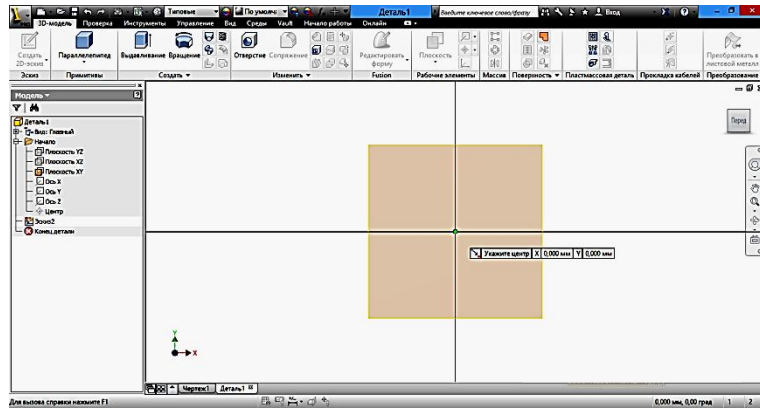 Типовые По умолч Деталь1 Введите ключевое слово/фразу Вход
3D-модель Проверка Инструменты Управление Вид Среды Vault Начало работы Онлайн
Создать 2D-эскиз Параллелепипед Выдавливание Вращение Отверстие Сопряжение Редактировать форму Плоскость Преобразовать в листовой металл
Эскиз Примитивы Создать Изменить Fusion Рабочие элементы Массив Поверхность Пластмассовая деталь Прокладка кабелей Преобразование
Модель
Деталь1
Вид: Главный
Начало
Плоскость YZ
Плоскость XZ
Плоскость XY
Ось X
Ось Y
Ось Z
Центр
Эскиз2
Конец детали
Перед
Укажите центр X 0,000 мм Y 0,000 мм
Y
X
Чертеж1 Деталь1
Для вызова справки нажмите F1 0,000 мм, 0,00 град 1 2